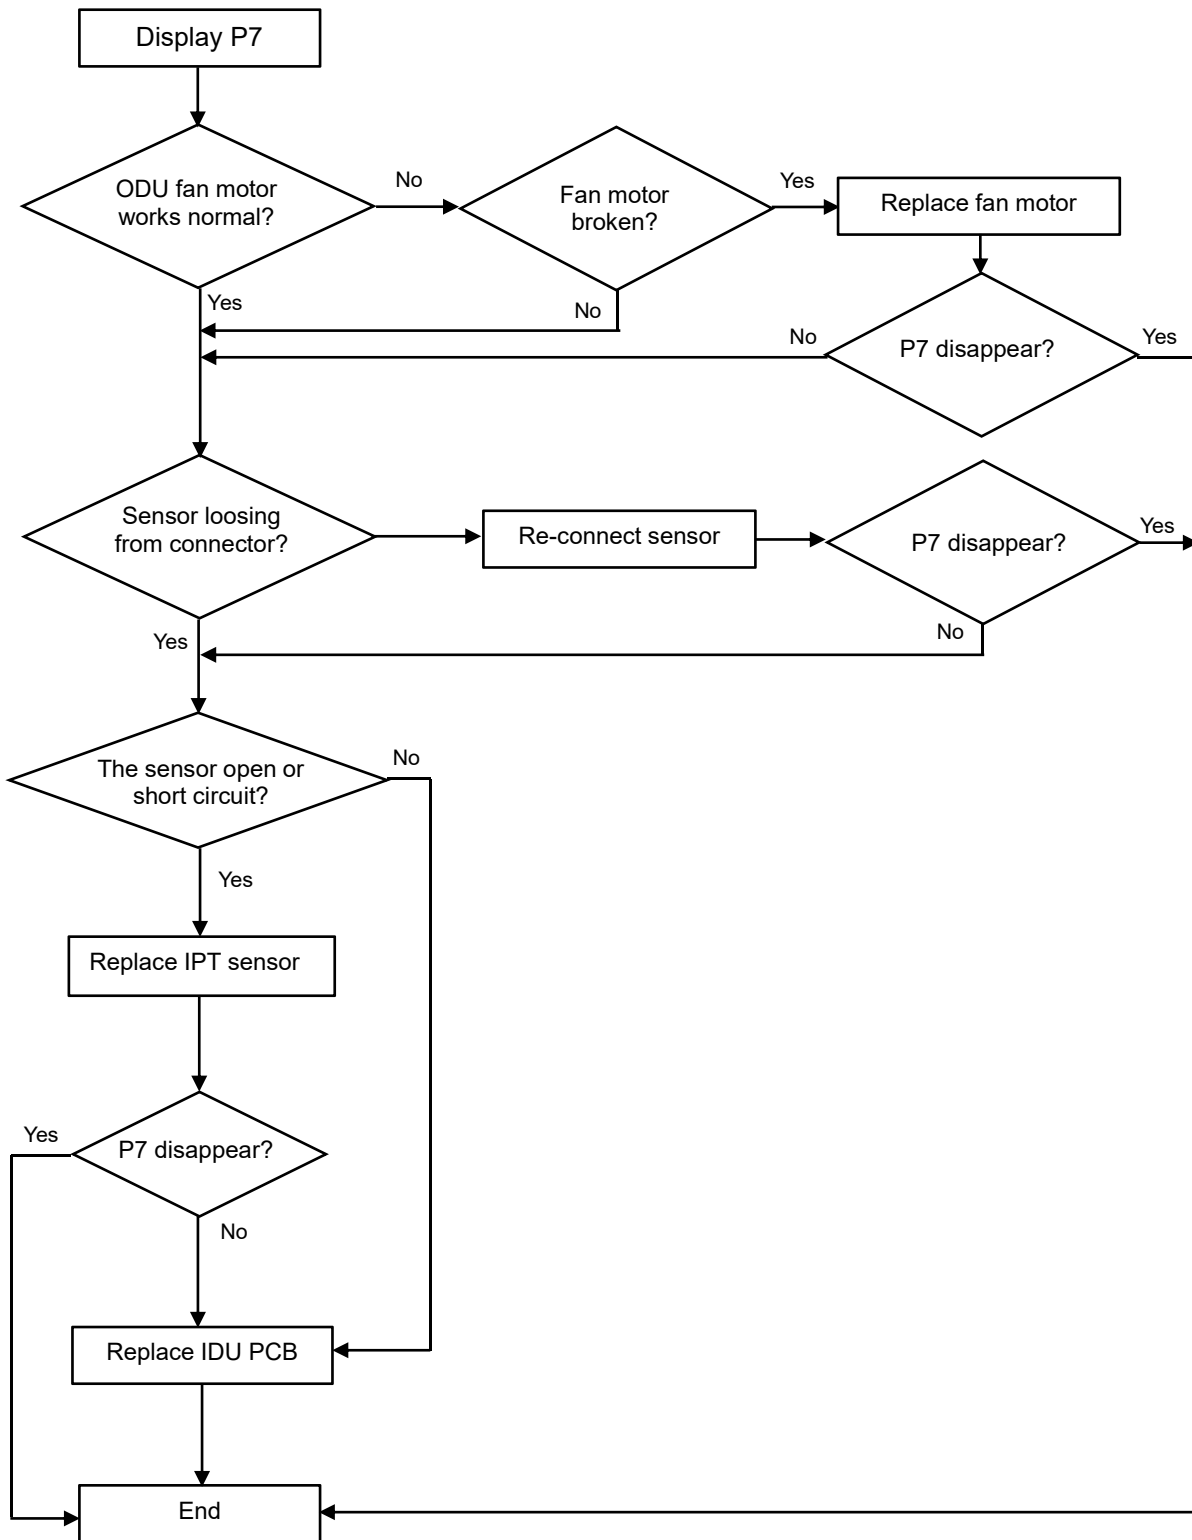 Display P7
ODU fan motor
works normal?
No
Fan motor
broken?
Yes
Replace fan motor
Yes
No
No
P7 disappear?
Yes
Sensor loosing
from connector?
Re-connect sensor
P7 disappear?
Yes
Yes
No
The sensor open or
short circuit?
No
Yes
Replace IPT sensor
Yes
P7 disappear?
No
Replace IDU PCB
End